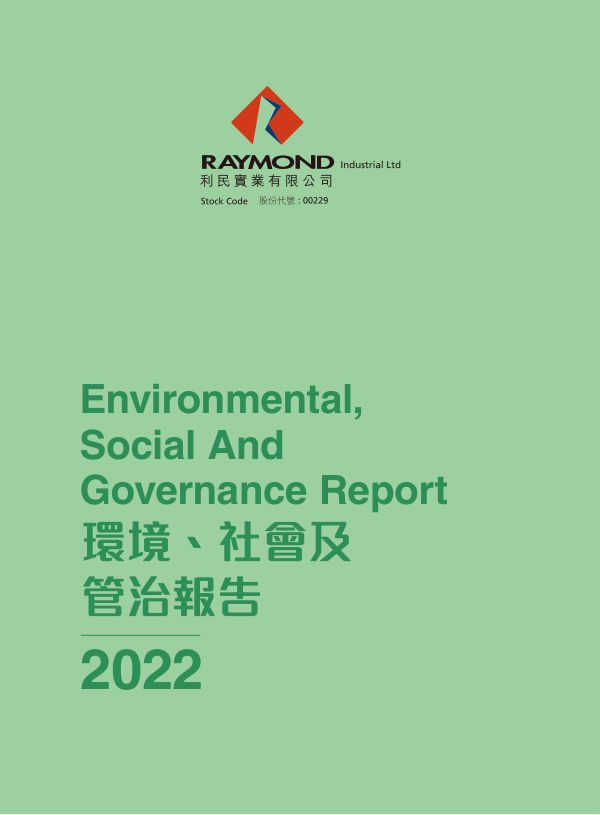 RAYMOND Industrial Ltd
利民實業有限公司
Stock Code 股份代號 : 00229
Environmental,
Social And
Governance Report
環境、社會及
管治報告
2022